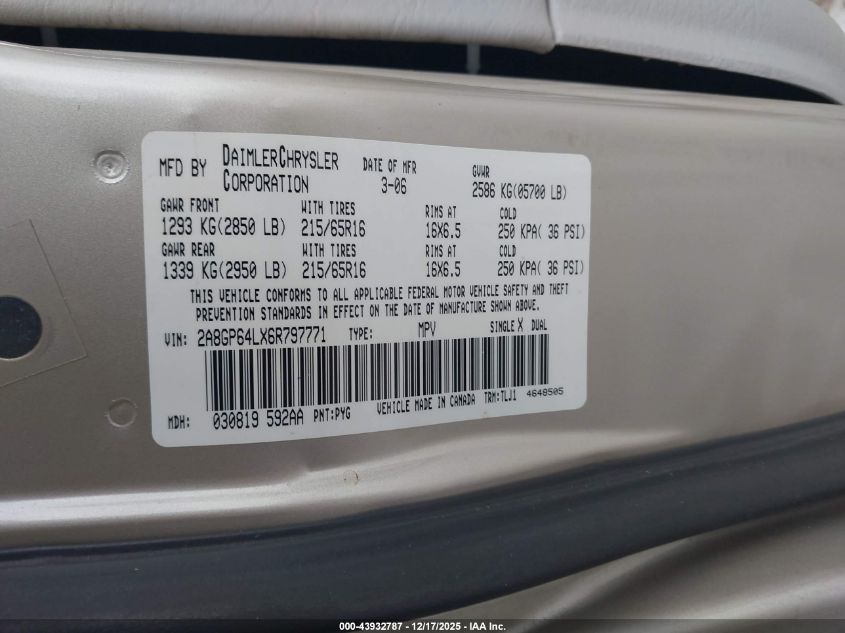 MFD BY DAIMLERCHRYSLER CORPORATION DATE OF MFR 3-06 GVWR 2586 KG(05700 LB)
GAWR FRONT WITH TIRES RIMS AT COLD
1293 KG(2850 LB) 215/65R16 16X6.5 250 KPA( 36 PSI)
GAWR REAR WITH TIRES RIMS AT COLD
1339 KG(2950 LB) 215/65R16 16X6.5 250 KPA( 36 PSI)
THIS VEHICLE CONFORMS TO ALL APPLICABLE FEDERAL MOTOR VEHICLE SAFETY AND THEFT
PREVENTION STANDARDS IN EFFECT ON THE DATE OF MANUFACTURE SHOWN ABOVE.
VIN: 2A8GP64LX6R797771 TYPE: MPV SINGLE X DUAL
MDH: 030819 592AA PNT:PYG VEHICLE MADE IN CANADA TRM:TLJ1 4648505
000-43932787 - 12/17/2025 - IAA Inc.